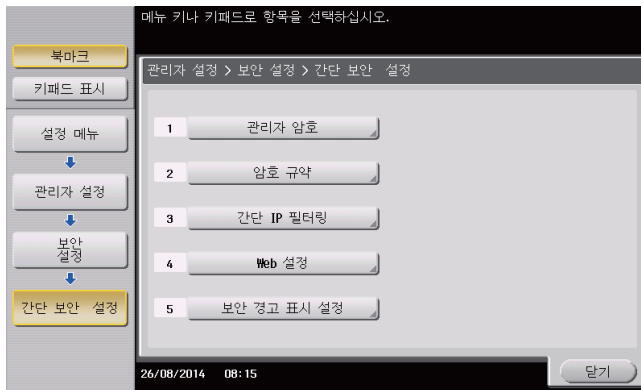 메뉴 키나 키패드로 항목을 선택하십시오.
북마크
키패드 표시
설정 메뉴
관리자 설정
보안
설정
간단 보안 설정
관리자 설정 > 보안 설정 > 간단 보안 설정
1 관리자 암호
2 암호 규약
3 간단 IP 필터링
4 Web 설정
5 보안 경고 표시 설정
26/08/2014 08:15
닫기